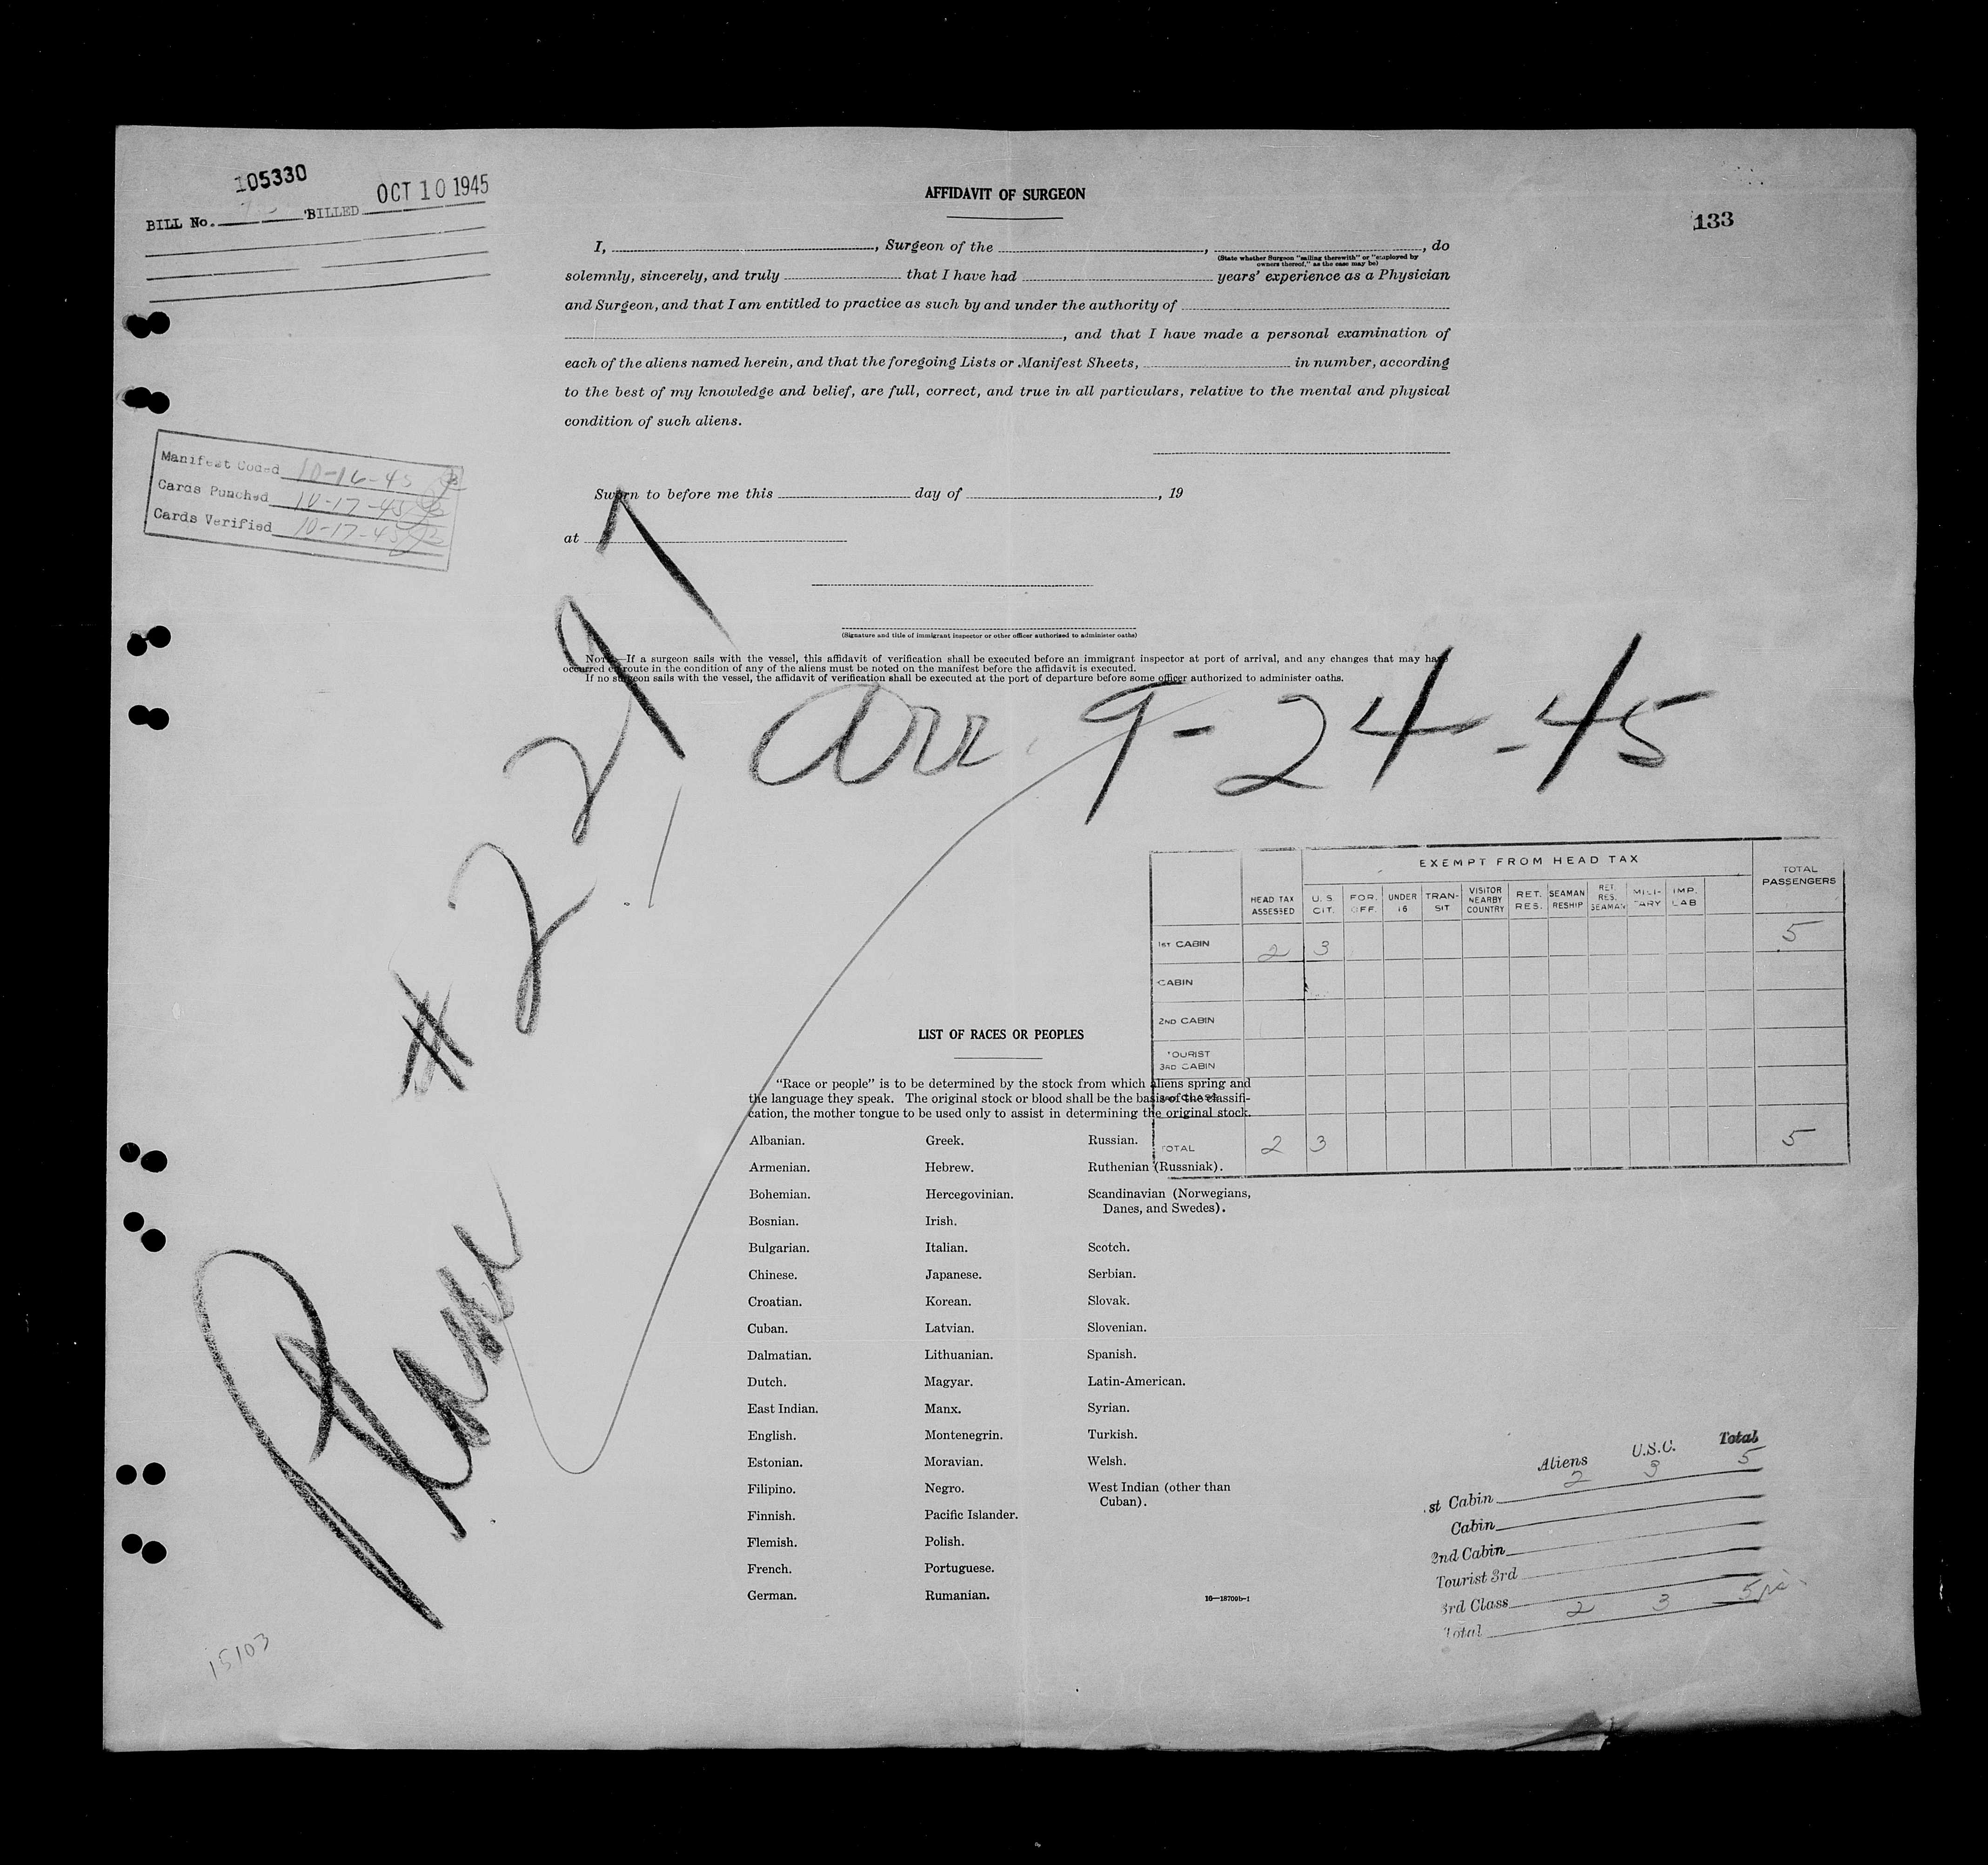 105330
BILL No. BILLED OCT 10 1945
133
AFFIDAVIT OF SURGEON
I, , Surgeon of the , , do
(State whether Surgeon "sailing therewith" or "employed by
owners thereof," as the case may be)
solemnly, sincerely, and truly that I have had years' experience as a Physician
and Surgeon, and that I am entitled to practice as such by and under the authority of
, and that I have made a personal examination of
each of the aliens named herein, and that the foregoing Lists or Manifest Sheets, in number, according
to the best of my knowledge and belief, are full, correct, and true in all particulars, relative to the mental and physical
condition of such aliens.
Manifest Coded 10-16-45
Cards Punched 10-17-45
Cards Verified 10-17-45
Sworn to before me this day of , 19
at
(Signature and title of immigrant inspector or other officer authorized to administer oaths)
NOTE.—If a surgeon sails with the vessel, this affidavit of verification shall be executed before an immigrant inspector at port of arrival, and any changes that may have
occurred en route in the condition of any of the aliens must be noted on the manifest before the affidavit is executed.
If no surgeon sails with the vessel, the affidavit of verification shall be executed at the port of departure before some officer authorized to administer oaths.
Plane # 2297
arr. 9-24-45
EXEMPT FROM HEAD TAX
HEAD TAX ASSESSED U.S. CIT. FOR. OFF. UNDER 16 TRAN-SIT VISITOR NEARBY COUNTRY RET. RES. SEAMAN RESHIP RET. RES. SEAMAN MILI-TARY IMP. LAB TOTAL PASSENGERS
1ST CABIN 2 3 5
CABIN
2ND CABIN
TOURIST 3RD CABIN
TOTAL 2 3 5
LIST OF RACES OR PEOPLES
"Race or people" is to be determined by the stock from which aliens spring and
the language they speak. The original stock or blood shall be the basis of the classifi-
cation, the mother tongue to be used only to assist in determining the original stock.
Albanian. Greek. Russian.
Armenian. Hebrew. Ruthenian (Russniak).
Bohemian. Hercegovinian. Scandinavian (Norwegians,
Danes, and Swedes).
Bosnian. Irish.
Bulgarian. Italian. Scotch.
Chinese. Japanese. Serbian.
Croatian. Korean. Slovak.
Cuban. Latvian. Slovenian.
Dalmatian. Lithuanian. Spanish.
Dutch. Magyar. Latin-American.
East Indian. Manx. Syrian.
English. Montenegrin. Turkish.
Estonian. Moravian. Welsh.
Filipino. Negro. West Indian (other than
Cuban).
Finnish. Pacific Islander.
Flemish. Polish.
French. Portuguese.
German. Rumanian.
16—18709b-1
Aliens U.S.C. Total
st Cabin 2 3 5
Cabin
2nd Cabin
Tourist 3rd
3rd Class
Total 2 3 5
15103